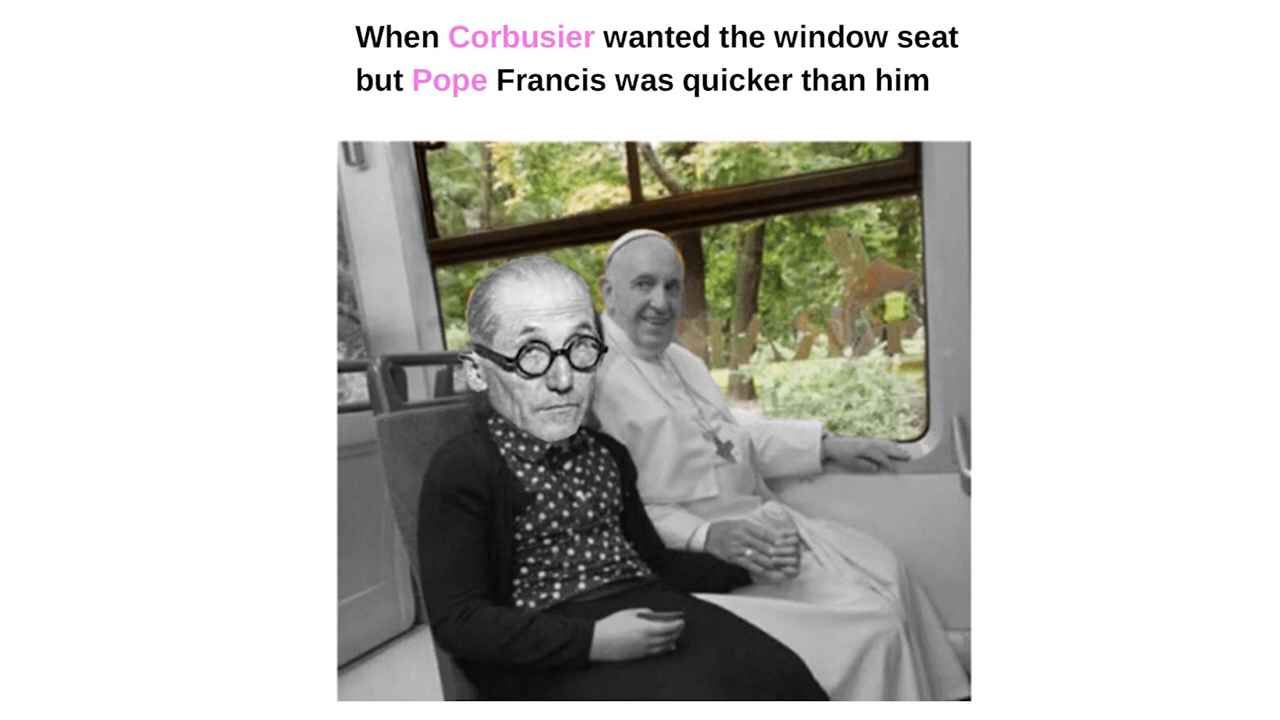 When Corbusier wanted the window seat
but Pope Francis was quicker than him